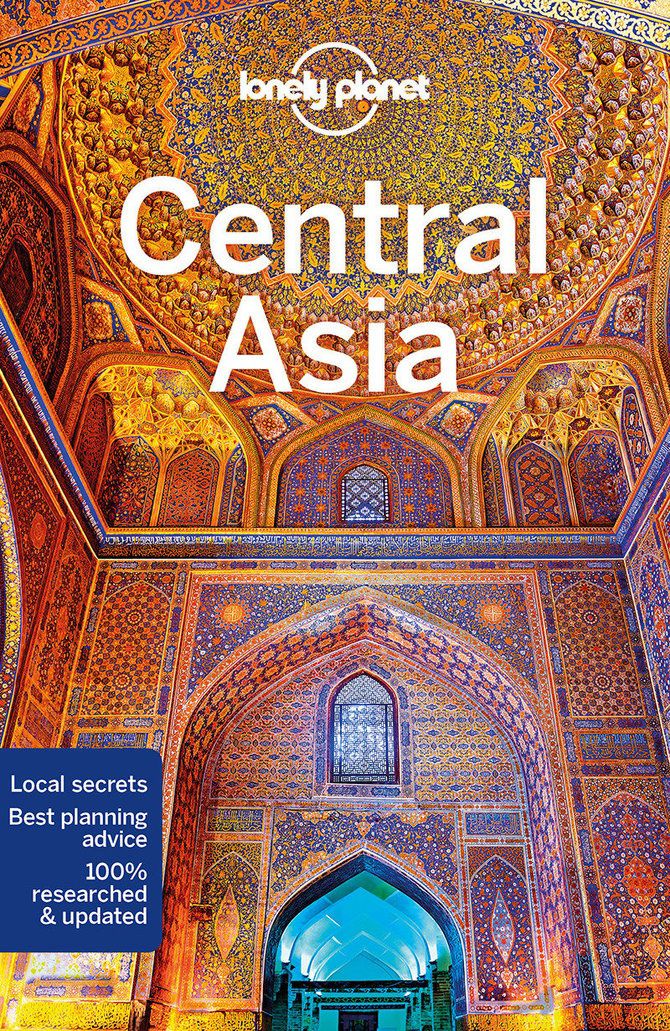 lonely planet
Central
Asia
Local secrets
Best planning
advice
100%
researched
& updated